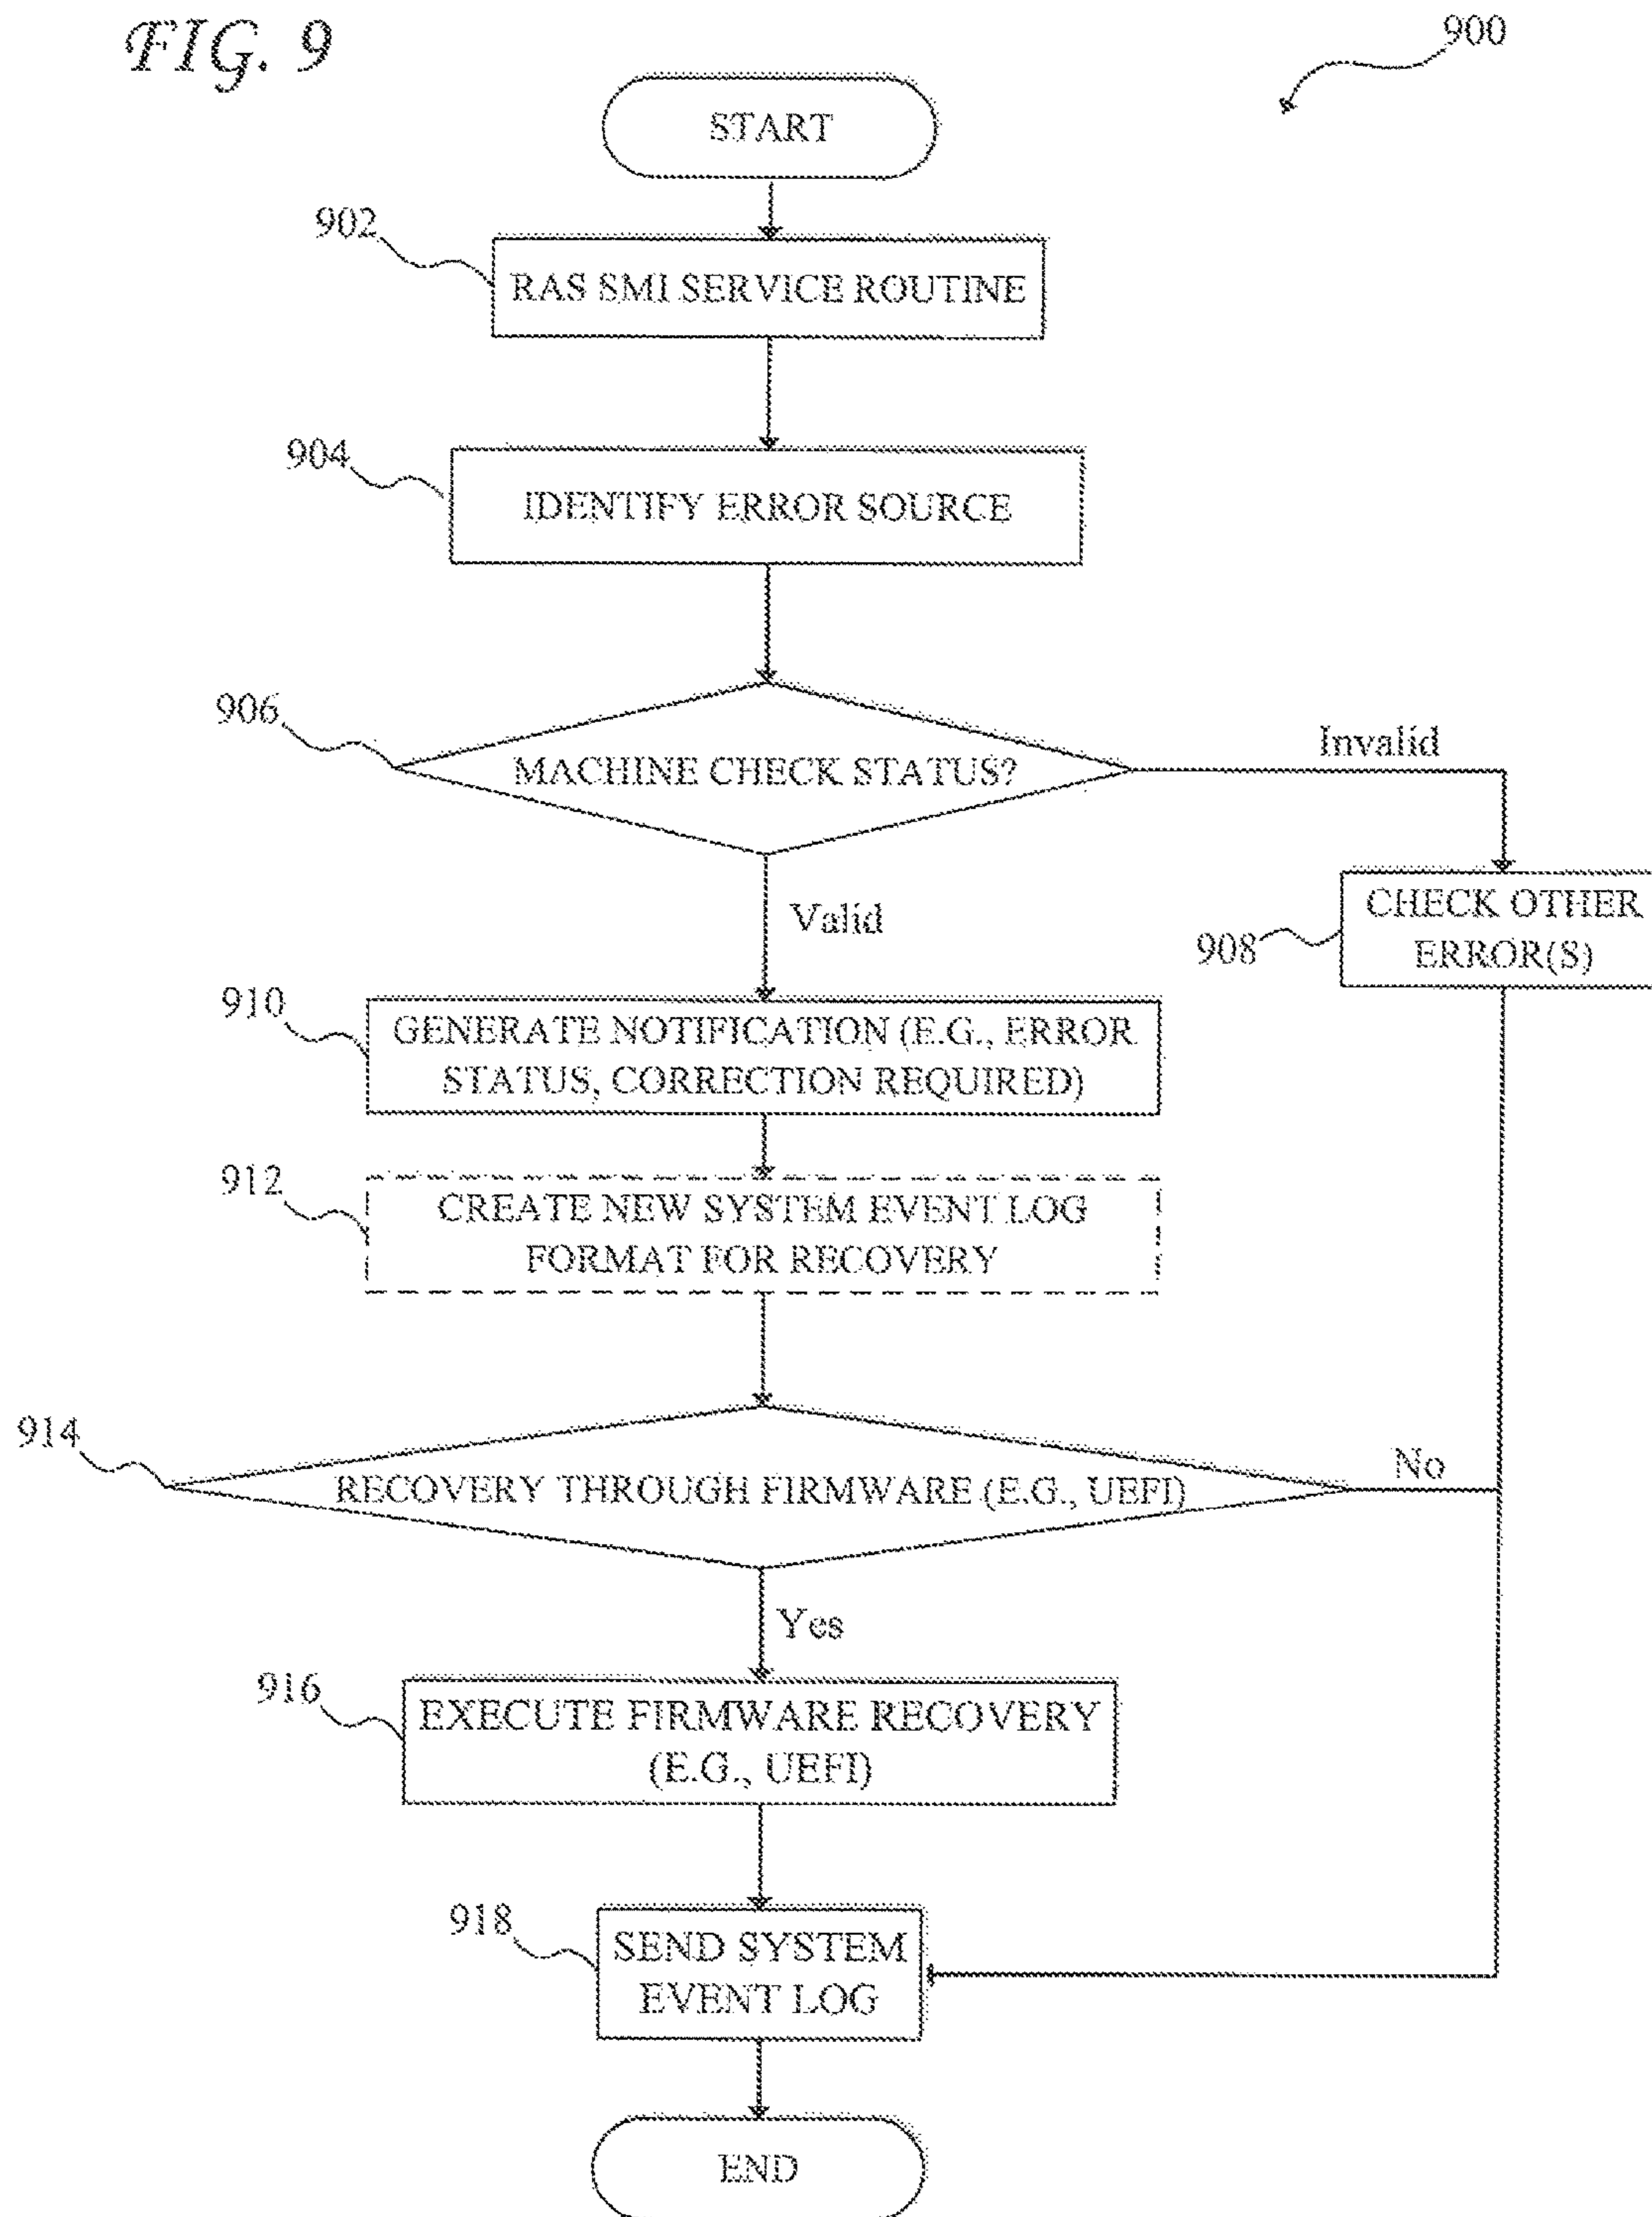 FIG. 9
900
START
902
RAS SMI SERVICE ROUTINE
904
IDENTIFY ERROR SOURCE
906
MACHINE CHECK STATUS?
Invalid
Valid
908
CHECK OTHER
ERROR(S)
910
GENERATE NOTIFICATION (E.G., ERROR
STATUS, CORRECTION REQUIRED)
912
CREATE NEW SYSTEM EVENT LOG
FORMAT FOR RECOVERY
914
RECOVERY THROUGH FIRMWARE (E.G., UEFI)
No
Yes
916
EXECUTE FIRMWARE RECOVERY
(E.G., UEFI)
918
SEND SYSTEM
EVENT LOG
END